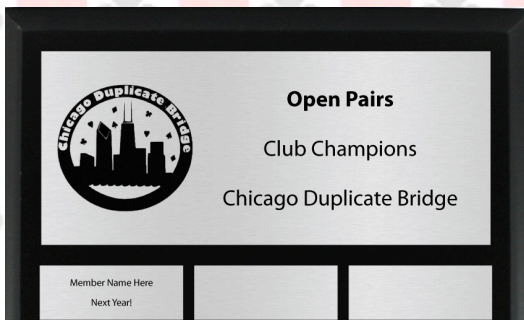 Chicago Duplicate Bridge
Open Pairs
Club Champions
Chicago Duplicate Bridge
Member Name Here
Next Year!